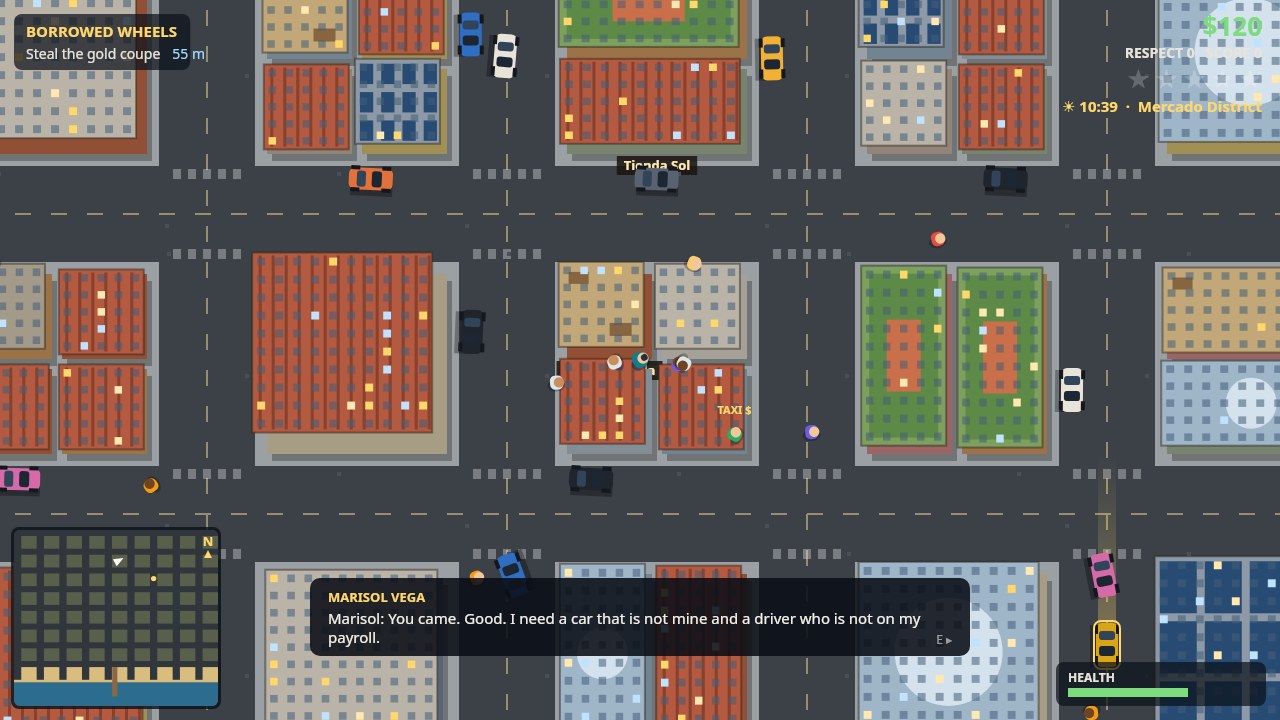 BORROWED WHEELS
Steal the gold coupe 55 m
$120
RESPECT 0
☀ 10:39 · Mercado District
Tienda Sol
TAXI $
N
MARISOL VEGA
Marisol: You came. Good. I need a car that is not mine and a driver who is not on my
payroll.
E ▸
HEALTH